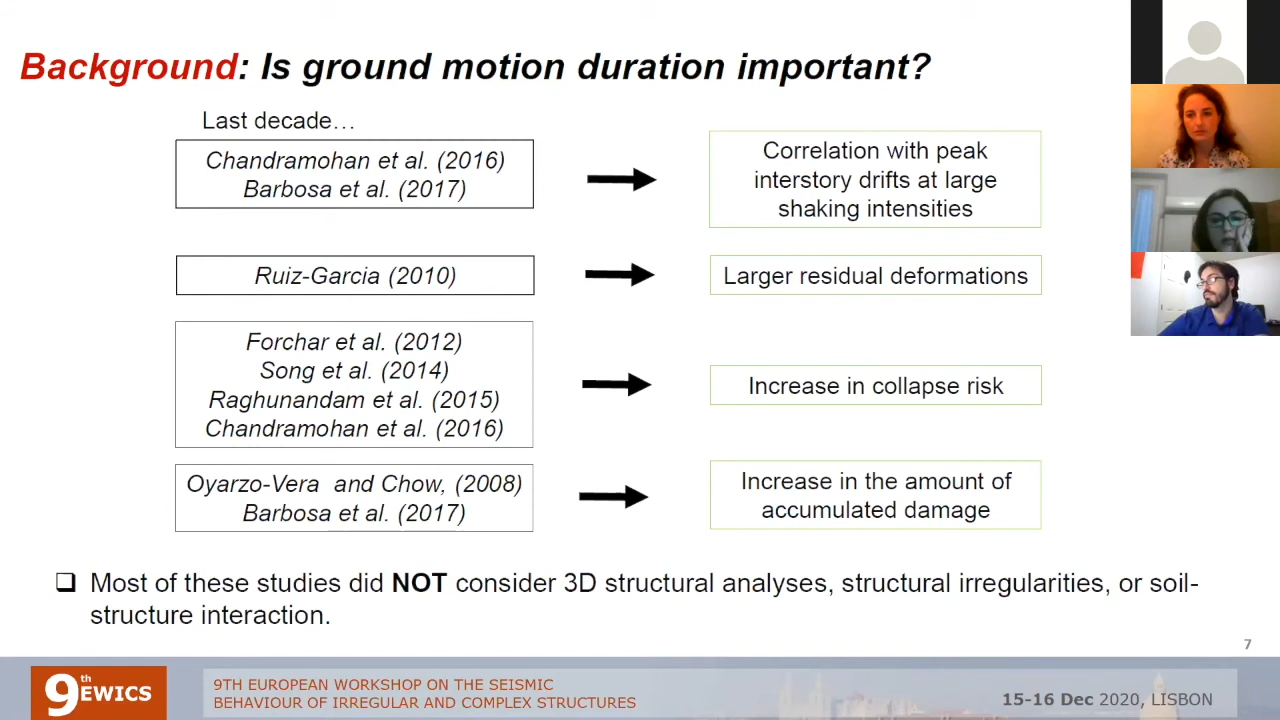 Background: Is ground motion duration important?
Last decade…
Chandramohan et al. (2016)
Barbosa et al. (2017)
Correlation with peak
interstory drifts at large
shaking intensities
Ruiz-Garcia (2010)
Larger residual deformations
Forchar et al. (2012)
Song et al. (2014)
Raghunandam et al. (2015)
Chandramohan et al. (2016)
Increase in collapse risk
Oyarzo-Vera and Chow, (2008)
Barbosa et al. (2017)
Increase in the amount of
accumulated damage
❑ Most of these studies did NOT consider 3D structural analyses, structural irregularities, or soil-
structure interaction.
7
9th EWICS
9TH EUROPEAN WORKSHOP ON THE SEISMIC
BEHAVIOUR OF IRREGULAR AND COMPLEX STRUCTURES
15-16 Dec 2020, LISBON